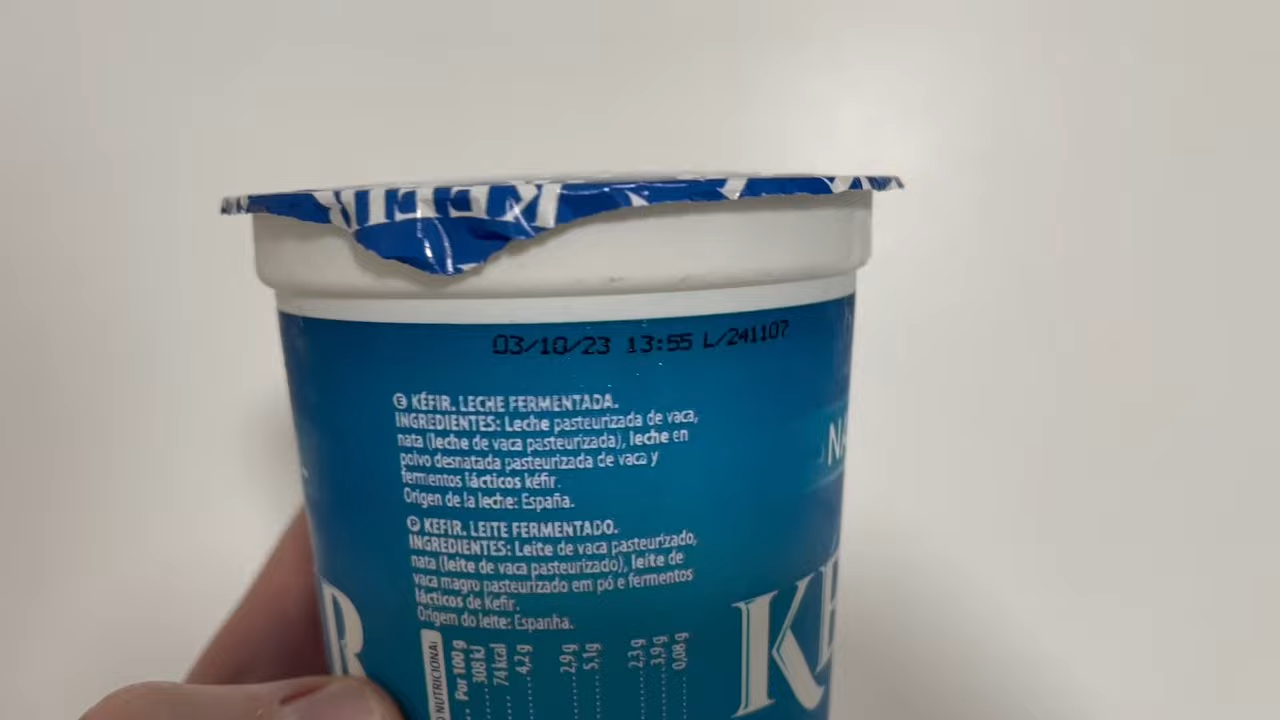 03/10/23 13:55 L/241107
E KÉFIR. LECHE FERMENTADA.
INGREDIENTES: Leche pasteurizada de vaca,
nata (leche de vaca pasteurizada), leche en
polvo desnatada pasteurizada de vaca y
fermentos lácticos kéfir.
Origen de la leche: España.
P KEFIR. LEITE FERMENTADO.
INGREDIENTES: Leite de vaca pasteurizado,
nata (leite de vaca pasteurizado), leite de
vaca magro pasteurizado em pó e fermentos
lácticos de Kefir.
Origem do leite: Espanha.
NUTRICIONAL
Por 100 g
308 kJ
74 kcal
4,2 g
2,9 g
5,1g
2,3 g
3,9 g
0,08 g